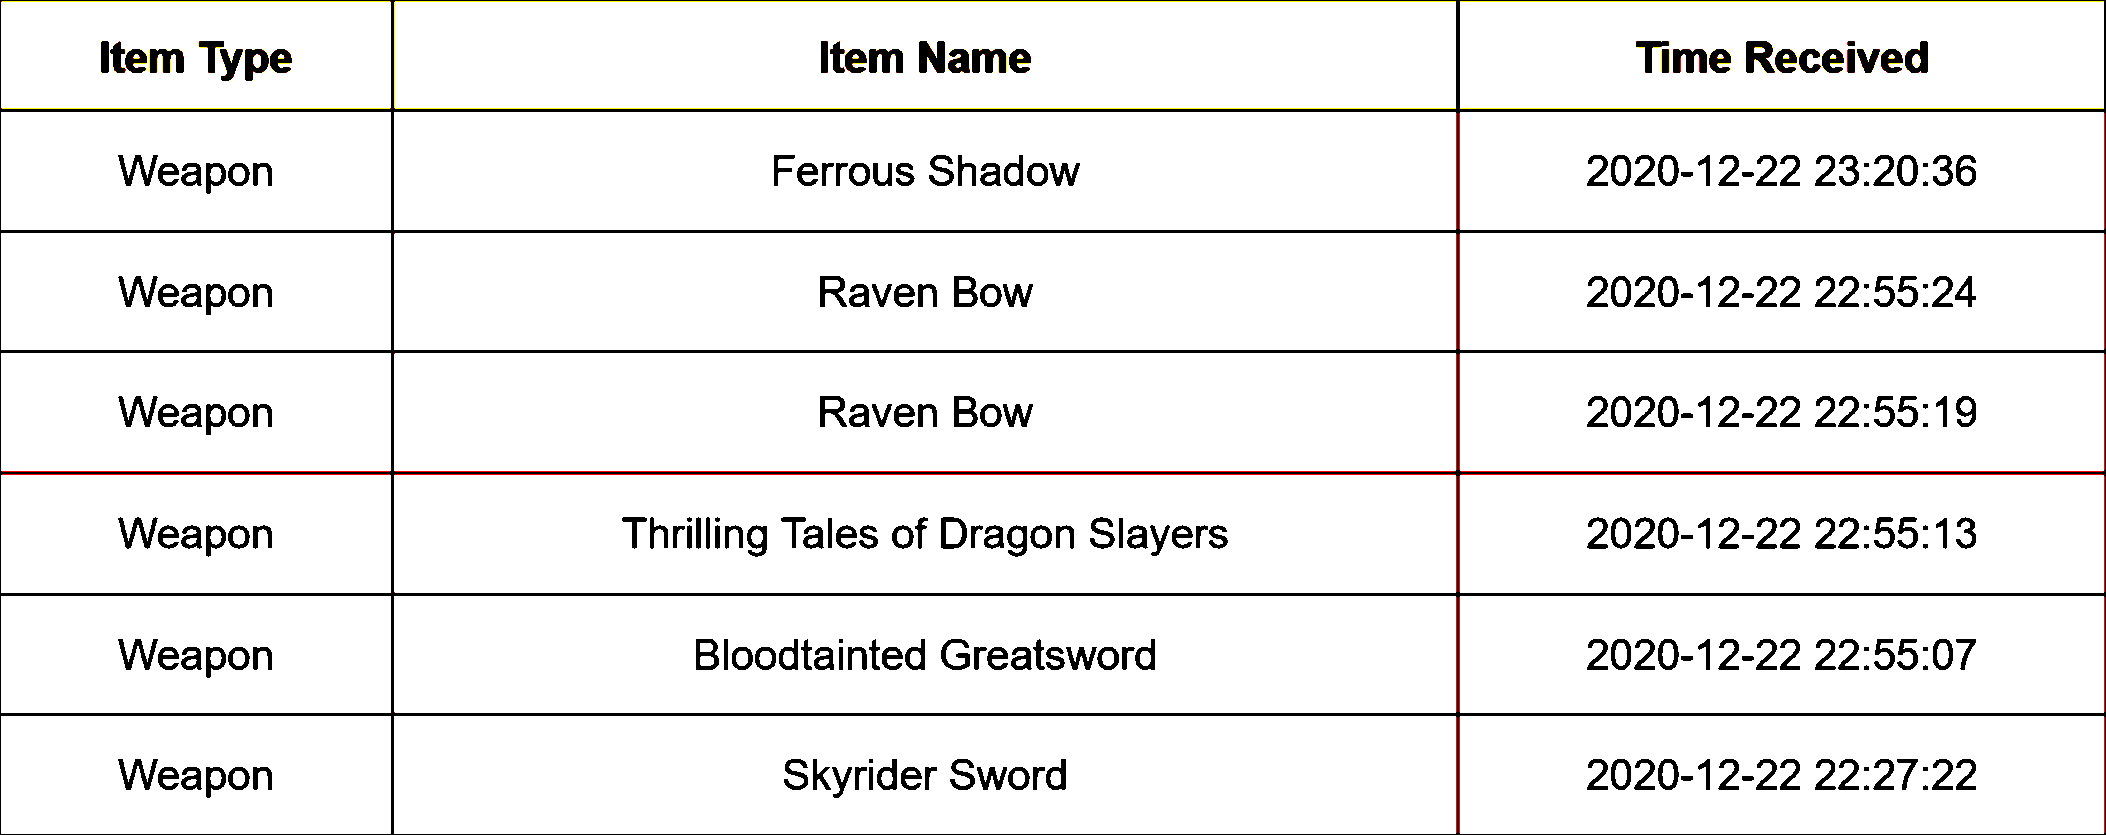 Item Type Item Name Time Received
Weapon Ferrous Shadow 2020-12-22 23:20:36
Weapon Raven Bow 2020-12-22 22:55:24
Weapon Raven Bow 2020-12-22 22:55:19
Weapon Thrilling Tales of Dragon Slayers 2020-12-22 22:55:13
Weapon Bloodtainted Greatsword 2020-12-22 22:55:07
Weapon Skyrider Sword 2020-12-22 22:27:22